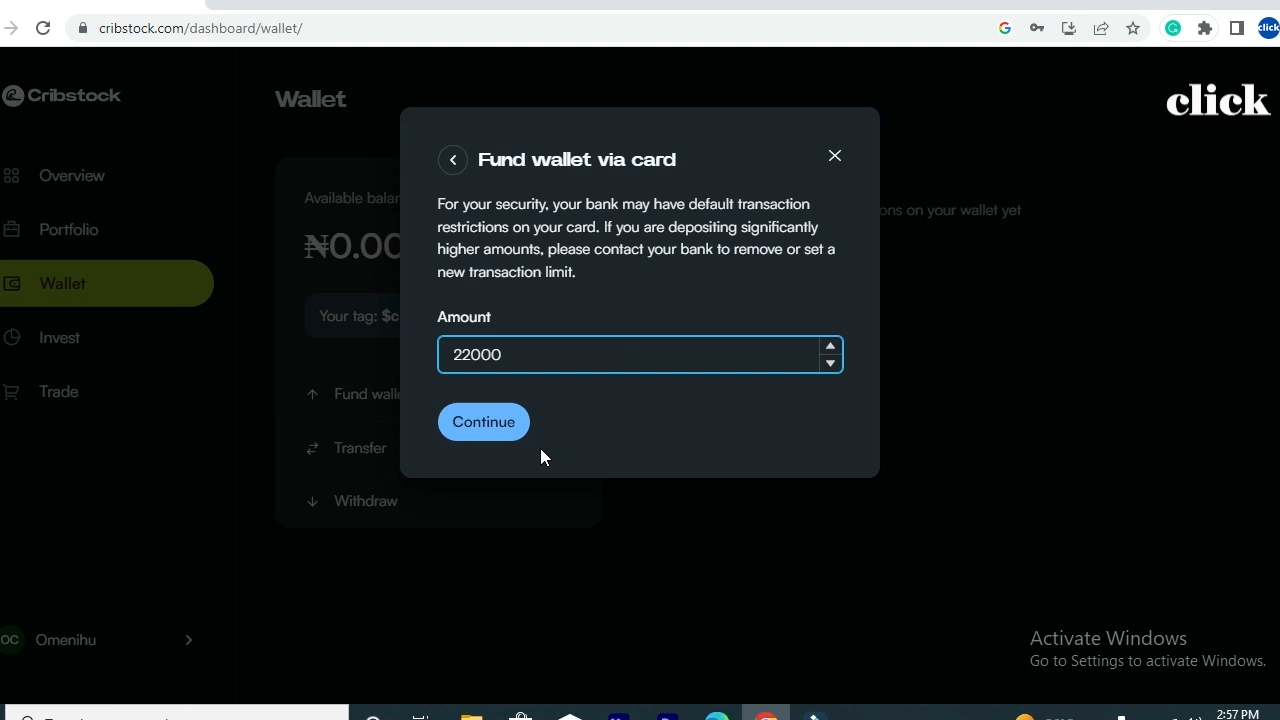 cribstock.com/dashboard/wallet/
click
Cribstock
Wallet
click
Overview
Portfolio
Wallet
Invest
Trade
Available balan
₦0.00
Your tag: $c
Fund walle
Transfer
Withdraw
ons on your wallet yet
Fund wallet via card
For your security, your bank may have default transaction
restrictions on your card. If you are depositing significantly
higher amounts, please contact your bank to remove or set a
new transaction limit.
Amount
22000
Continue
OC Omenihu
Activate Windows
Go to Settings to activate Windows.
2:57 PM